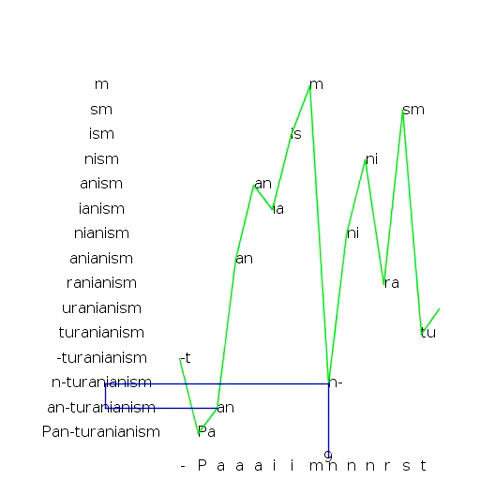 m
m
sm
sm
ism
is
nism
ni
anism
an
ianism
ia
nianism
ni
anianism
an
ranianism
ra
uranianism
turanianism
tu
-turanianism
-t
n-turanianism
n-
an-turanianism
an
Pan-turanianism
Pa
9
- P a a a i i m n n n r s t